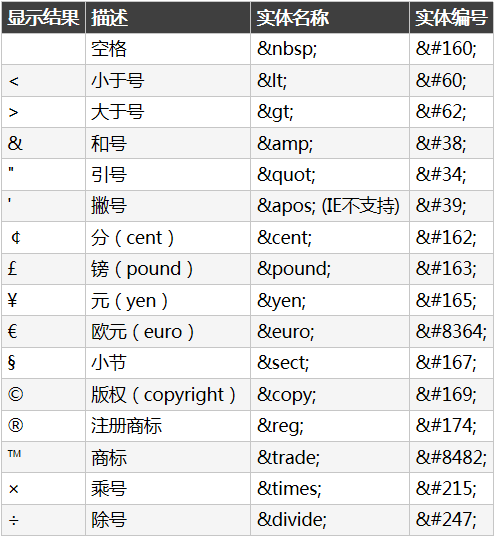 显示结果 描述 实体名称 实体编号
空格 &nbsp; &#160;
< 小于号 &lt; &#60;
> 大于号 &gt; &#62;
& 和号 &amp; &#38;
" 引号 &quot; &#34;
' 撇号 &apos; (IE不支持) &#39;
¢ 分（cent） &cent; &#162;
£ 镑（pound） &pound; &#163;
¥ 元（yen） &yen; &#165;
€ 欧元（euro） &euro; &#8364;
§ 小节 &sect; &#167;
© 版权（copyright） &copy; &#169;
® 注册商标 &reg; &#174;
™ 商标 &trade; &#8482;
× 乘号 &times; &#215;
÷ 除号 &divide; &#247;